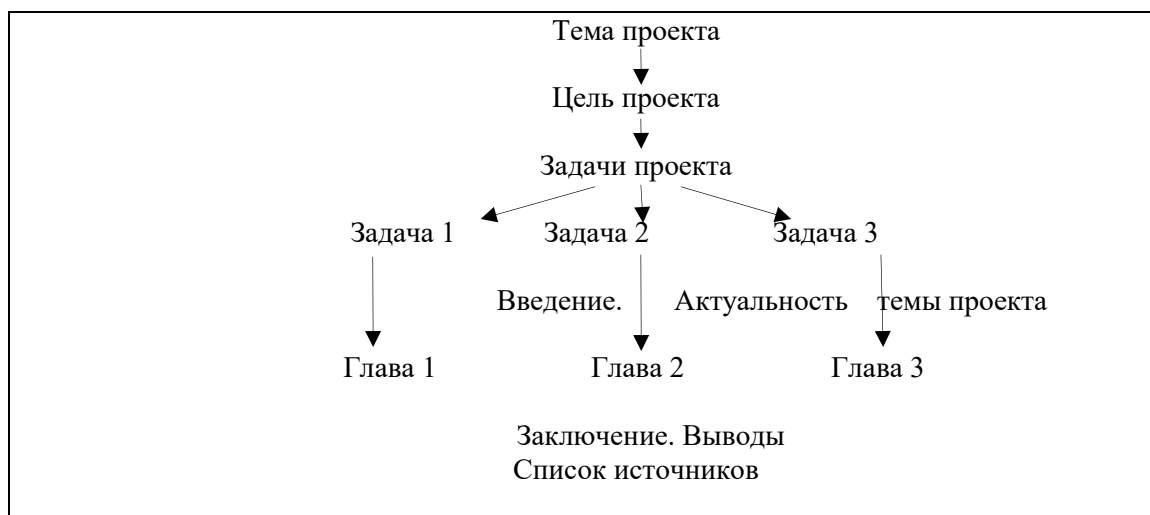 Тема проекта
Цель проекта
Задачи проекта
Задача 1 Задача 2 Задача 3
Введение. Актуальность темы проекта
Глава 1 Глава 2 Глава 3
Заключение. Выводы
Список источников